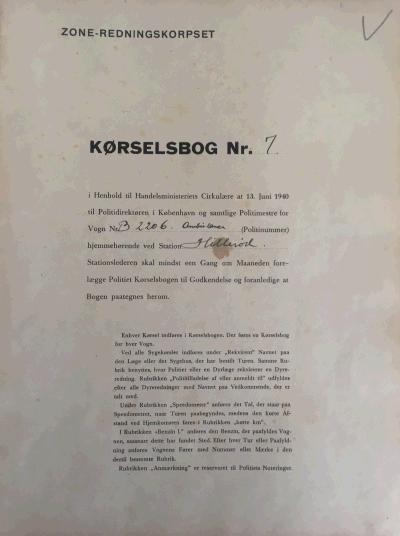 ZONE-REDNINGSKORPSET
KØRSELSBOG Nr. 7
i Henhold til Handelsministeriets Cirkulære af 13. Juni 1940
til Politidirektøren i København og samtlige Politimestre for
Vogn Nr. B 2206. Ambulance (Politinummer)
hjemmehørende ved Station Hillerød.
Stationslederen skal mindst een Gang om Maaneden fore-
lægge Politiet Kørselsbogen til Godkendelse og foranledige at
Bogen paategnes herom.
Enhver Kørsel indføres i Kørselsbogen. Der føres en Kørselsbog
for hver Vogn.
Ved alle Sygekørsler indføres under „Rekvirent" Navnet paa
den Læge eller det Sygehus, der har bestilt Turen. Samme Ru-
brik benyttes, hvor Politiet eller en Dyrlæge rekvirerer en Dyre-
redning. Rubrikken „Polititilladelse af eller anmeldt til" udfyldes
efter alle Dyreredninger med Navnet paa Vedkommende, der er
talt med.
Under Rubrikken „Speedometer" anføres det Tal, der staar paa
Speedometret, naar Turen paabegyndes, medens den kørte Af-
stand ved Hjemkomsten føres i Rubrikken „kørte km".
I Rubrikken »Benzin l.« anføres den Benzin, der paafyldes Vog-
nen, saasnart dette har fundet Sted. Efter hver Tur eller Paafyld-
ning anføres Vognens Fører med Nummer eller Mærke i den
dertil bestemte Rubrik.
Rubrikken „Anmærkning" er reserveret til Politiets Noteringer.